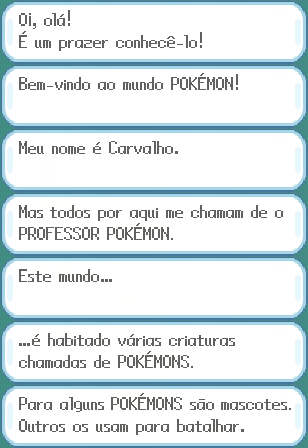 Oi, olá!
É um prazer conhecê-lo!
Bem-vindo ao mundo POKÉMON!
Meu nome é Carvalho.
Mas todos por aqui me chamam de o
PROFESSOR POKÉMON.
Este mundo...
...é habitado várias criaturas
chamadas de POKÉMONS.
Para alguns POKÉMONS são mascotes.
Outros os usam para batalhar.